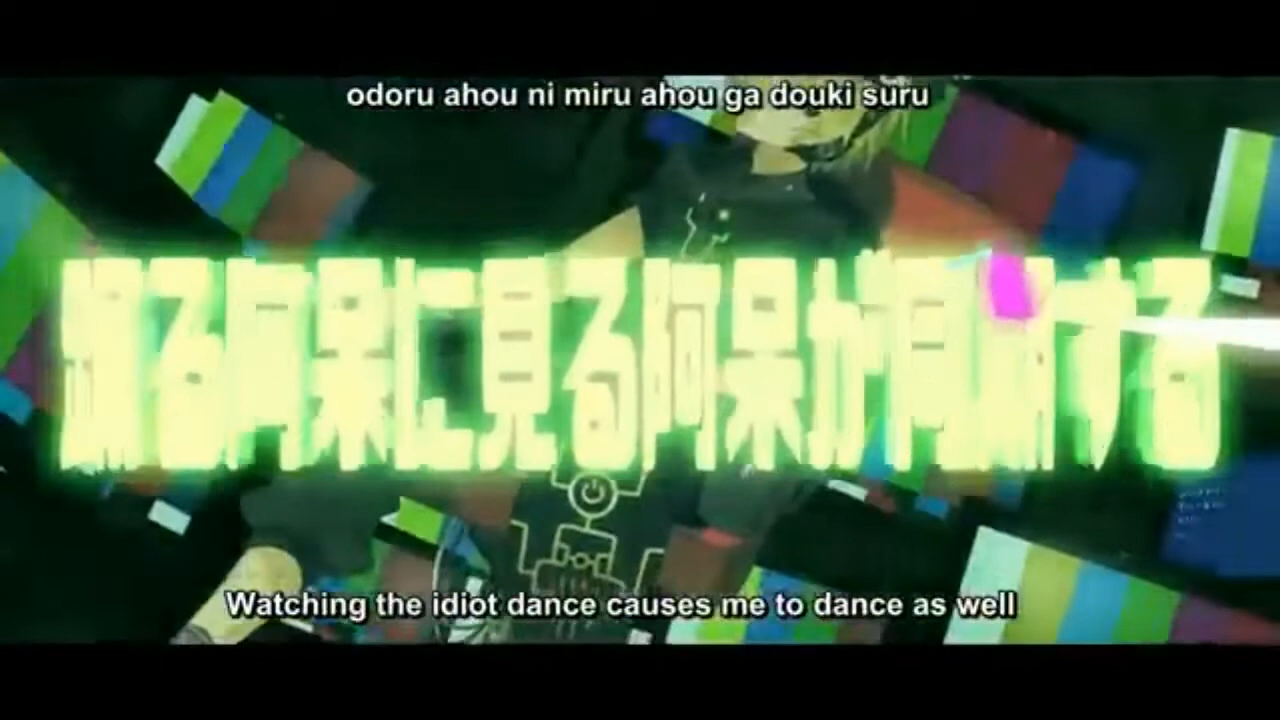 odoru ahou ni miru ahou ga douki suru
踊る阿呆に見る阿呆が同期する
Watching the idiot dance causes me to dance as well